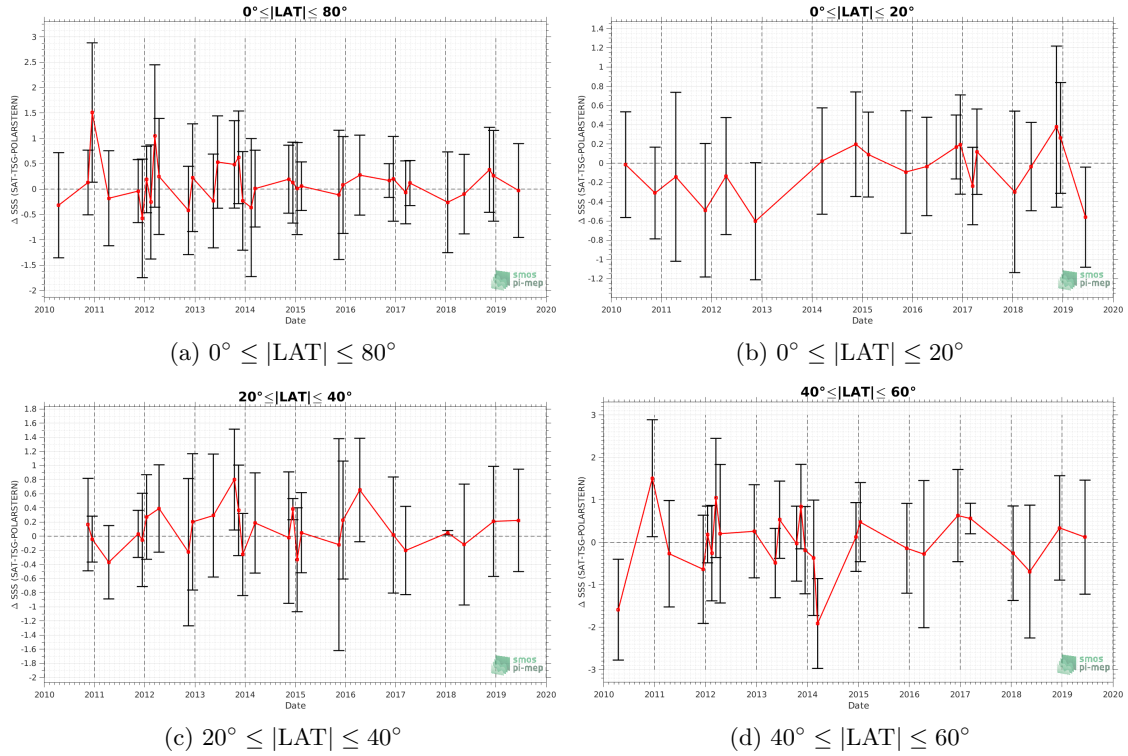 0°≤|LAT|≤ 80°
Δ SSS (SAT-TSG-POLARSTERN)
3
2.5
2
1.5
1
0.5
0
-0.5
-1
-1.5
-2
smos
pi-mep
2010 2011 2012 2013 2014 2015 2016 2017 2018 2019 2020
Date
(a) 0° ≤ |LAT| ≤ 80°
0°≤|LAT|≤ 20°
Δ SSS (SAT-TSG-POLARSTERN)
1.4
1.2
1
0.8
0.6
0.4
0.2
0
-0.2
-0.4
-0.6
-0.8
-1
-1.2
smos
pi-mep
2010 2011 2012 2013 2014 2015 2016 2017 2018 2019 2020
Date
(b) 0° ≤ |LAT| ≤ 20°
20°≤|LAT|≤ 40°
Δ SSS (SAT-TSG-POLARSTERN)
1.8
1.6
1.4
1.2
1
0.8
0.6
0.4
0.2
0
-0.2
-0.4
-0.6
-0.8
-1
-1.2
-1.4
-1.6
-1.8
-2
smos
pi-mep
2010 2011 2012 2013 2014 2015 2016 2017 2018 2019 2020
Date
(c) 20° ≤ |LAT| ≤ 40°
40°≤|LAT|≤ 60°
Δ SSS (SAT-TSG-POLARSTERN)
3
2
1
0
-1
-2
-3
smos
pi-mep
2010 2011 2012 2013 2014 2015 2016 2017 2018 2019 2020
Date
(d) 40° ≤ |LAT| ≤ 60°